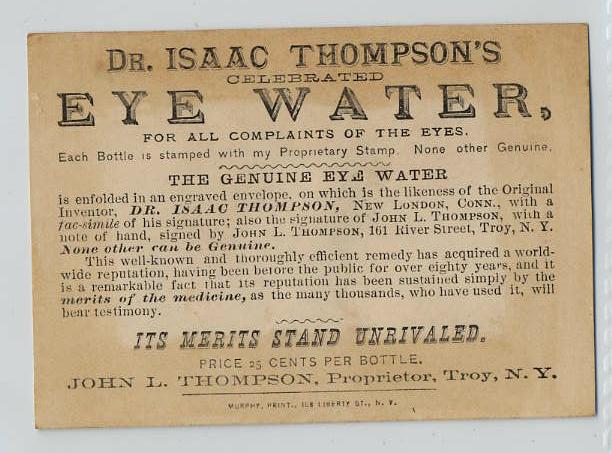 DR. ISAAC THOMPSON'S
CELEBRATED
EYE WATER,
FOR ALL COMPLAINTS OF THE EYES.
Each Bottle is stamped with my Proprietary Stamp. None other Genuine.
THE GENUINE EYE WATER
is enfolded in an engraved envelope, on which is the likeness of the Original
Inventor, DR. ISAAC THOMPSON, NEW LONDON, CONN., with a
fac-simile of his signature; also the signature of JOHN L. THOMPSON, with a
note of hand, signed by JOHN L. THOMPSON, 161 River Street, Troy, N. Y.
None other can be Genuine.
This well-known and thoroughly efficient remedy has acquired a world-
wide reputation, having been before the public for over eighty years, and it
is a remarkable fact that its reputation has been sustained simply by the
merits of the medicine, as the many thousands, who have used it, will
bear testimony.
ITS MERITS STAND UNRIVALED.
PRICE 25 CENTS PER BOTTLE.
JOHN L. THOMPSON, Proprietor, Troy, N. Y.
MURPHY, PRINT., LIBERTY ST., N. Y.